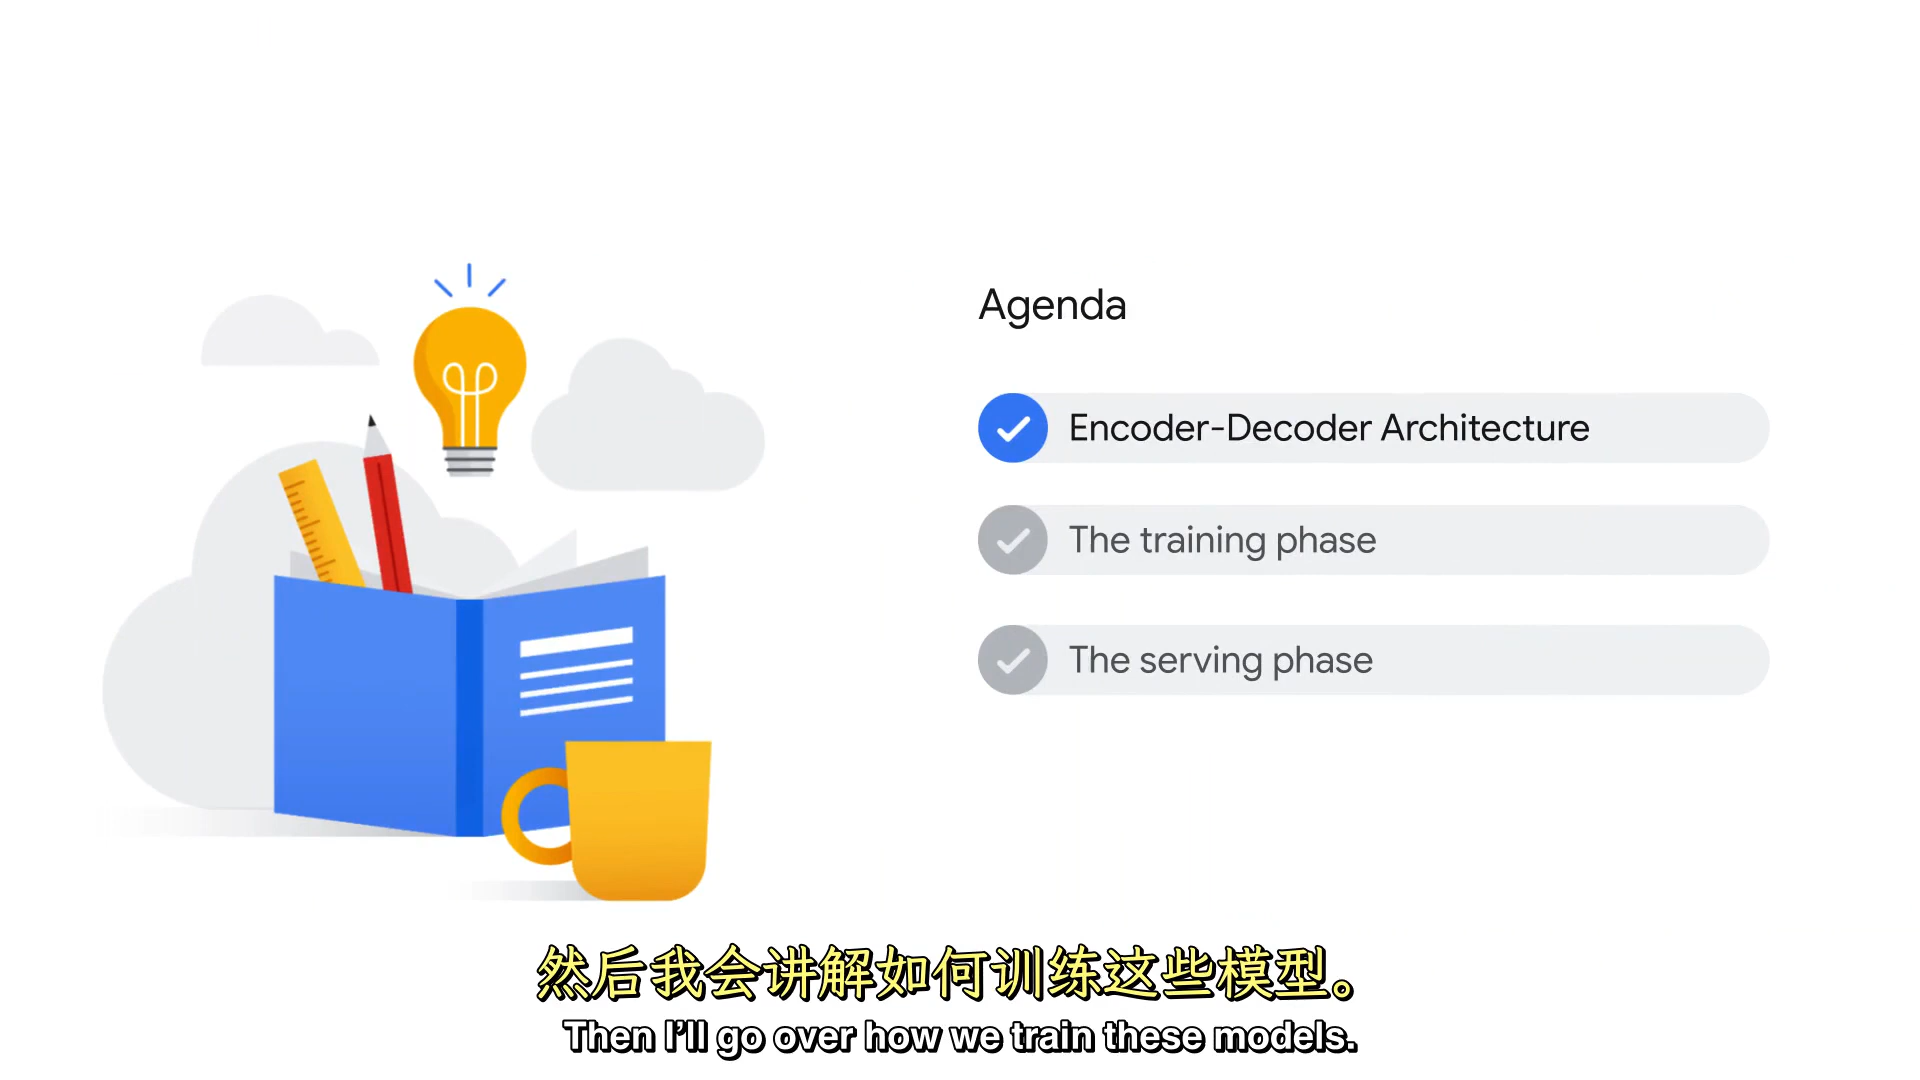 Agenda
Encoder-Decoder Architecture
The training phase
The serving phase
然后我会讲解如何训练这些模型。
Then I’ll go over how we train these models.